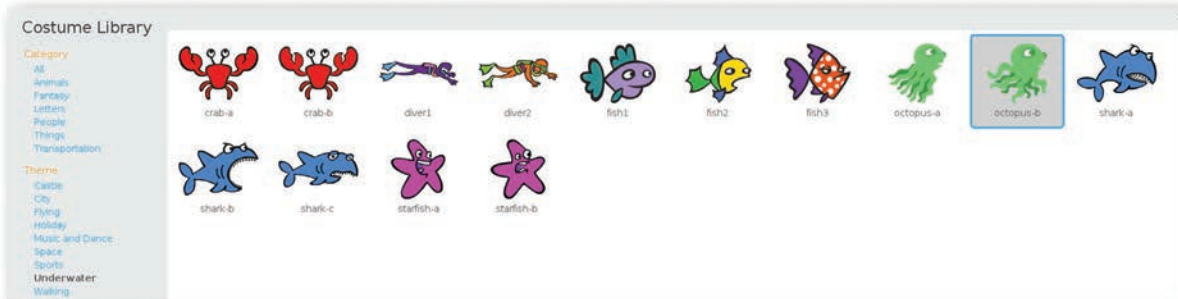 Costume Library
Category
All
Animals
Fantasy
Letters
People
Things
Transportation
Theme
Castle
City
Flying
Holiday
Music and Dance
Space
Sports
Underwater
Walking
crab-a crab-b diver1 diver2 fish1 fish2 fish3 octopus-a octopus-b shark-a
shark-b shark-c starfish-a starfish-b